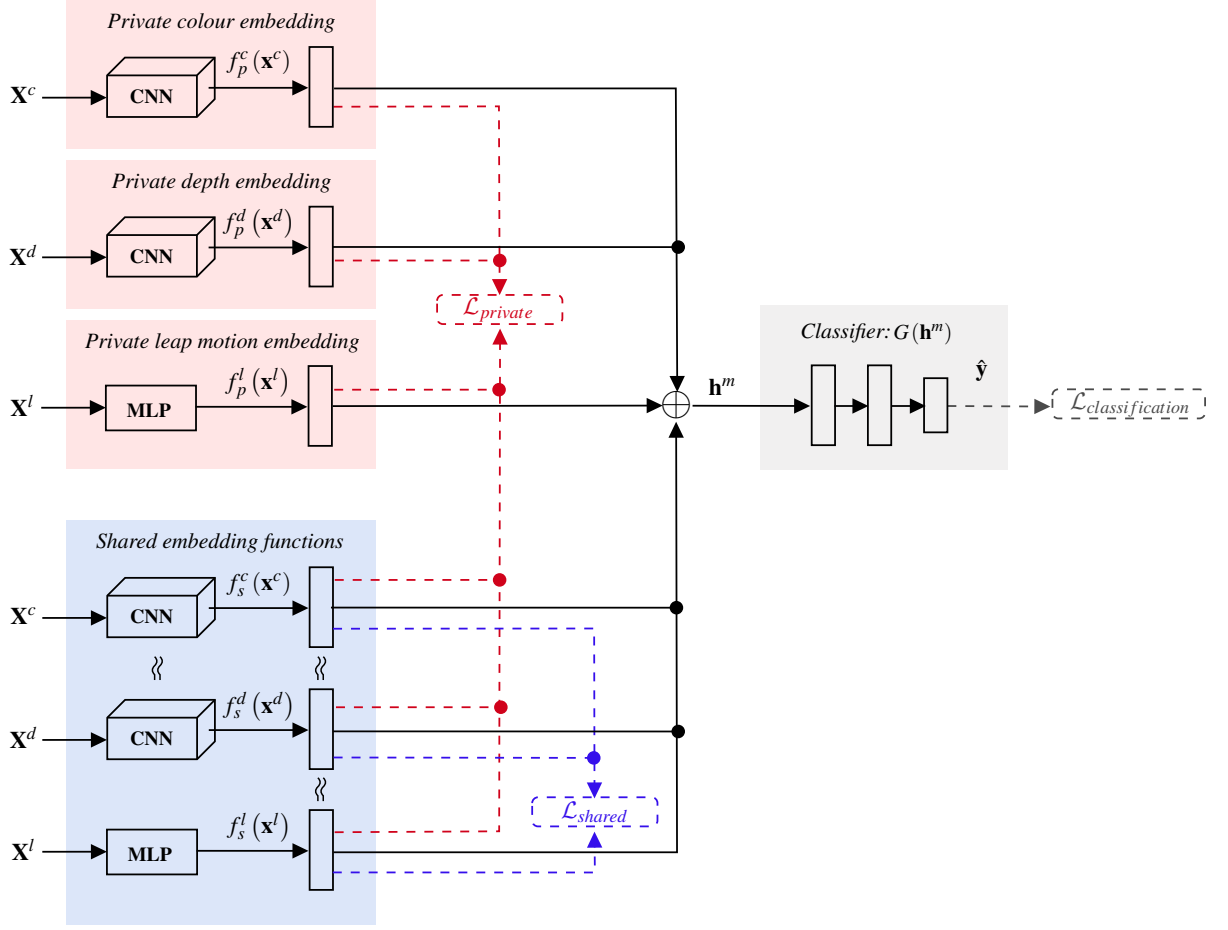 Private colour embedding
X^c
CNN
f_p^c (x^c)
Private depth embedding
X^d
CNN
f_p^d (x^d)
ℒ_private
Private leap motion embedding
X^l
MLP
f_p^l (x^l)
h^m
Classifier: G(h^m)
ŷ
ℒ_classification
Shared embedding functions
X^c
CNN
f_s^c (x^c)
X^d
CNN
f_s^d (x^d)
ℒ_shared
X^l
MLP
f_s^l (x^l)